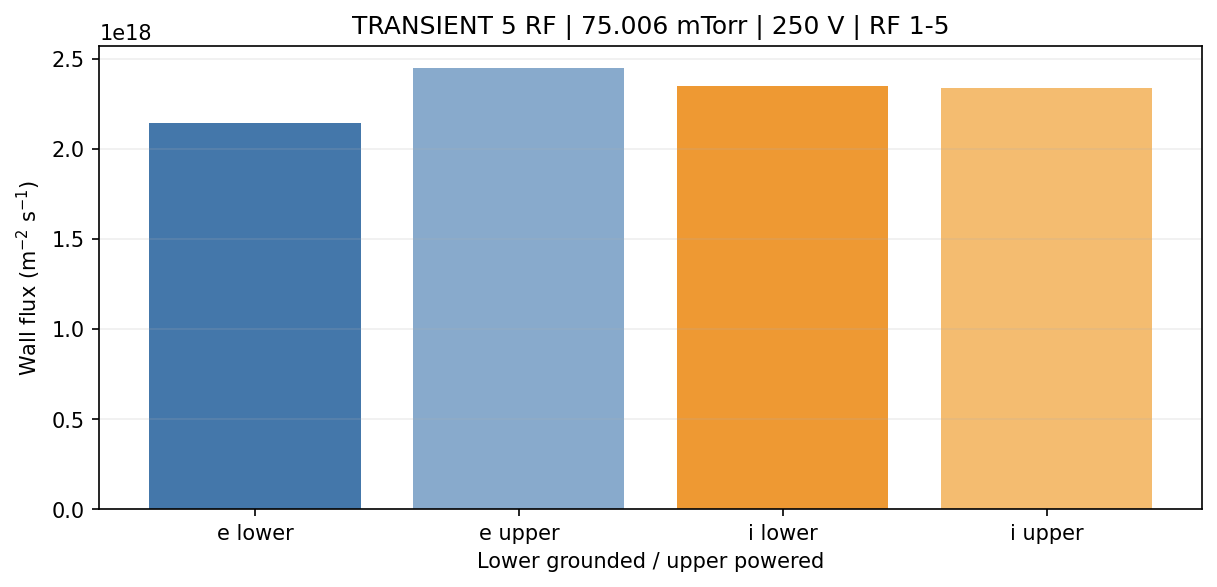 TRANSIENT 5 RF | 75.006 mTorr | 250 V | RF 1-5
1e18
2.5
2.0
1.5
1.0
0.5
0.0
Wall flux (m⁻² s⁻¹)
e lower
e upper
i lower
i upper
Lower grounded / upper powered